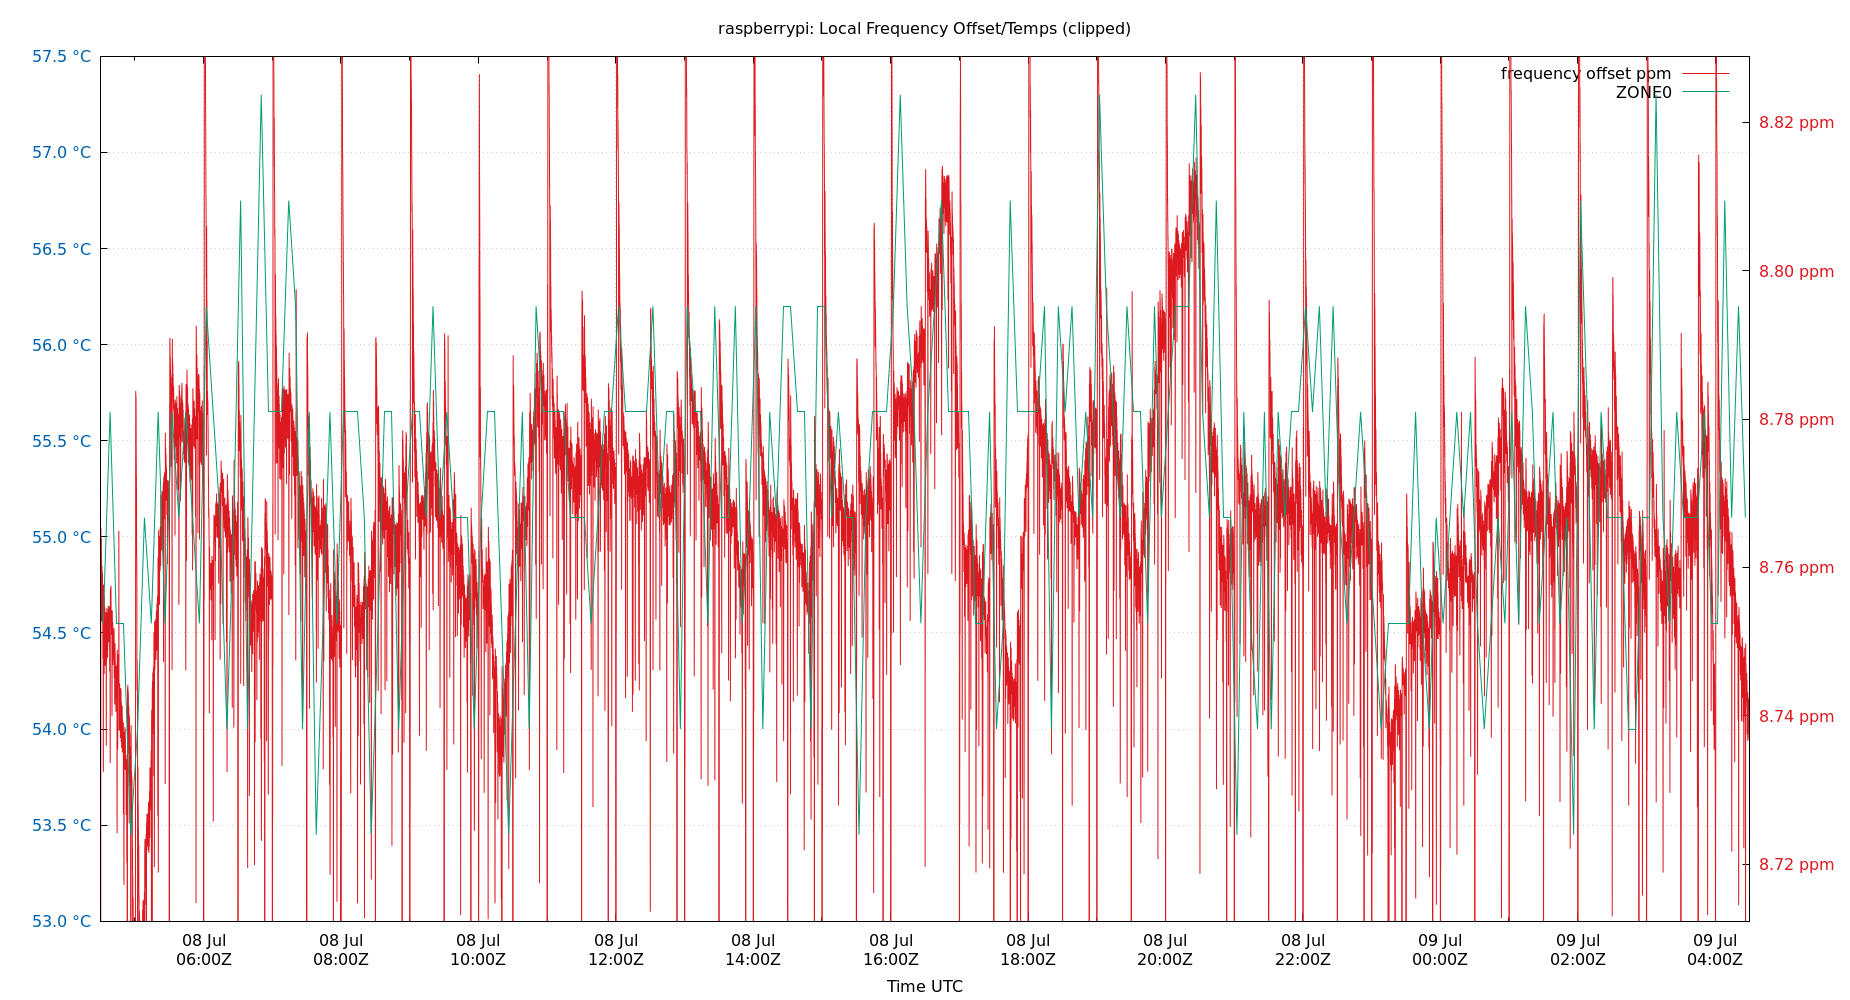 raspberrypi: Local Frequency Offset/Temps (clipped)
frequency offset ppm
ZONE0
57.5 °C
57.0 °C
56.5 °C
56.0 °C
55.5 °C
55.0 °C
54.5 °C
54.0 °C
53.5 °C
53.0 °C
8.82 ppm
8.80 ppm
8.78 ppm
8.76 ppm
8.74 ppm
8.72 ppm
08 Jul
06:00Z
08 Jul
08:00Z
08 Jul
10:00Z
08 Jul
12:00Z
08 Jul
14:00Z
08 Jul
16:00Z
08 Jul
18:00Z
08 Jul
20:00Z
08 Jul
22:00Z
09 Jul
00:00Z
09 Jul
02:00Z
09 Jul
04:00Z
Time UTC